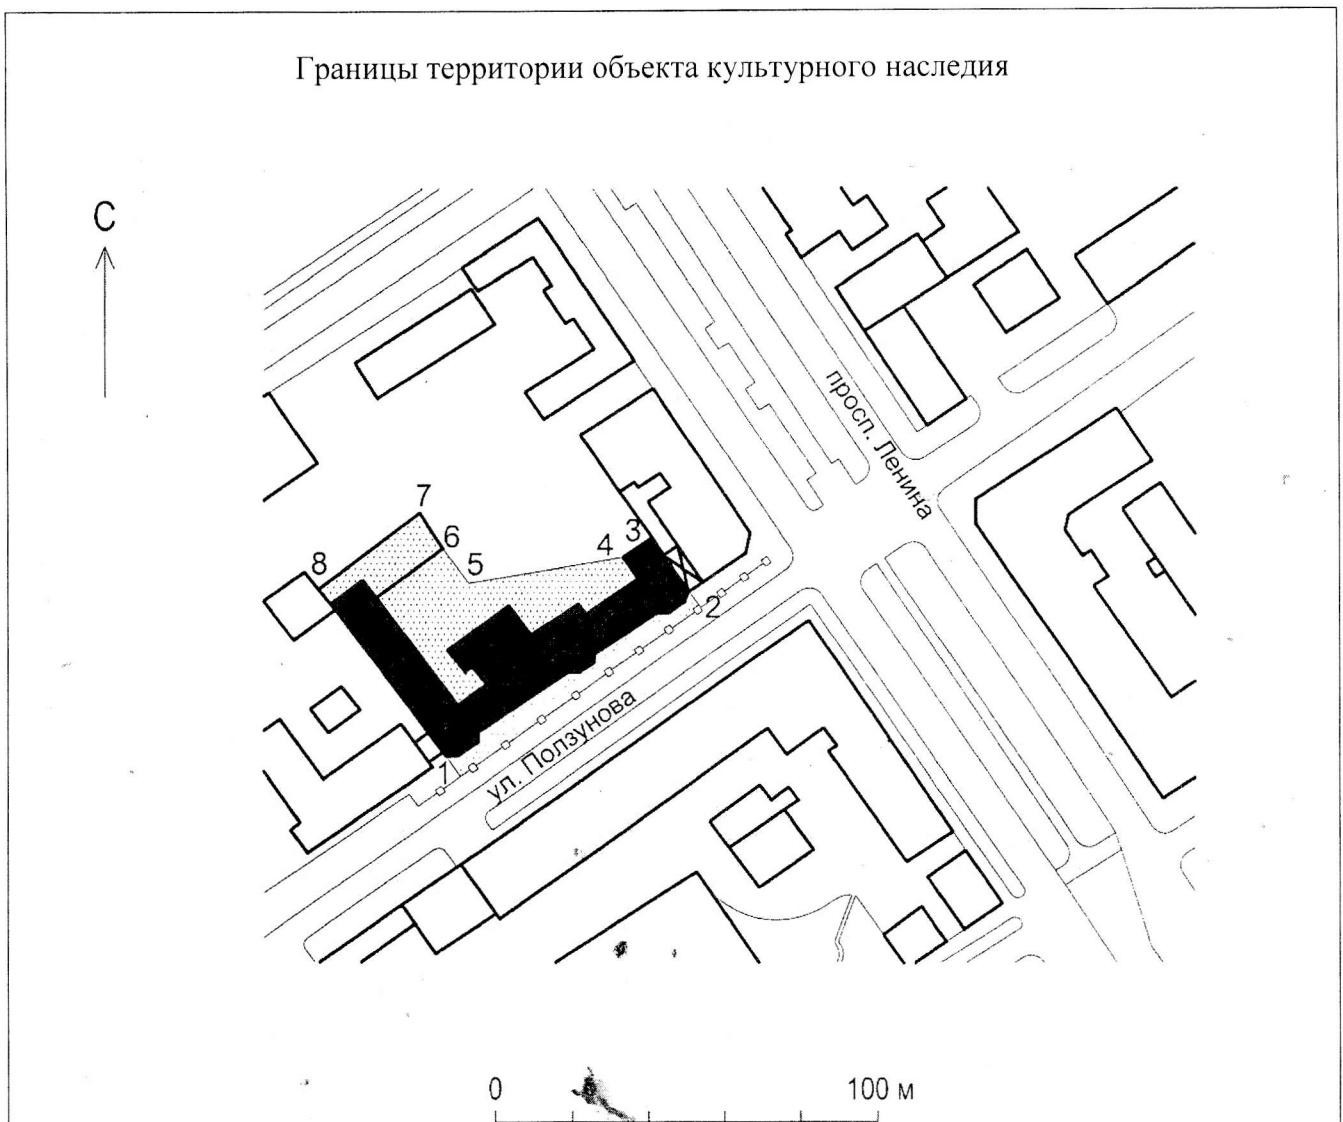 Границы территории объекта культурного наследия
С
просп. Ленина
7
6
3
4
8
5
2
ул. Ползунова
1
0 100 м